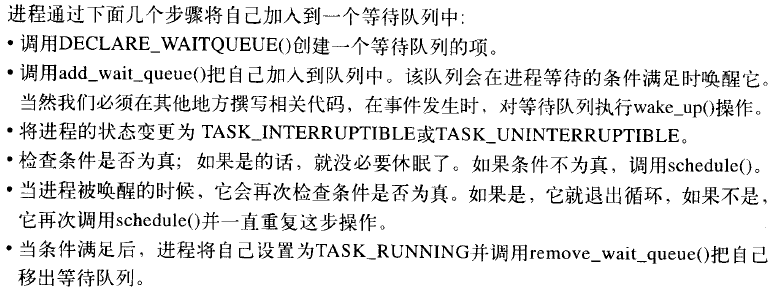 进程通过下面几个步骤将自己加入到一个等待队列中:
• 调用DECLARE_WAITQUEUE()创建一个等待队列的项。
• 调用add_wait_queue()把自己加入到队列中。该队列会在进程等待的条件满足时唤醒它。
当然我们必须在其他地方撰写相关代码，在事件发生时，对等待队列执行wake_up()操作。
• 将进程的状态变更为 TASK_INTERRUPTIBLE或TASK_UNINTERRUPTIBLE。
• 检查条件是否为真；如果是的话，就没必要休眠了。如果条件不为真，调用schedule()。
• 当进程被唤醒的时候，它会再次检查条件是否为真。如果是，它就退出循环，如果不是，
它再次调用schedule()并一直重复这步操作。
• 当条件满足后，进程将自己设置为TASK_RUNNING并调用remove_wait_queue()把自己
移出等待队列。